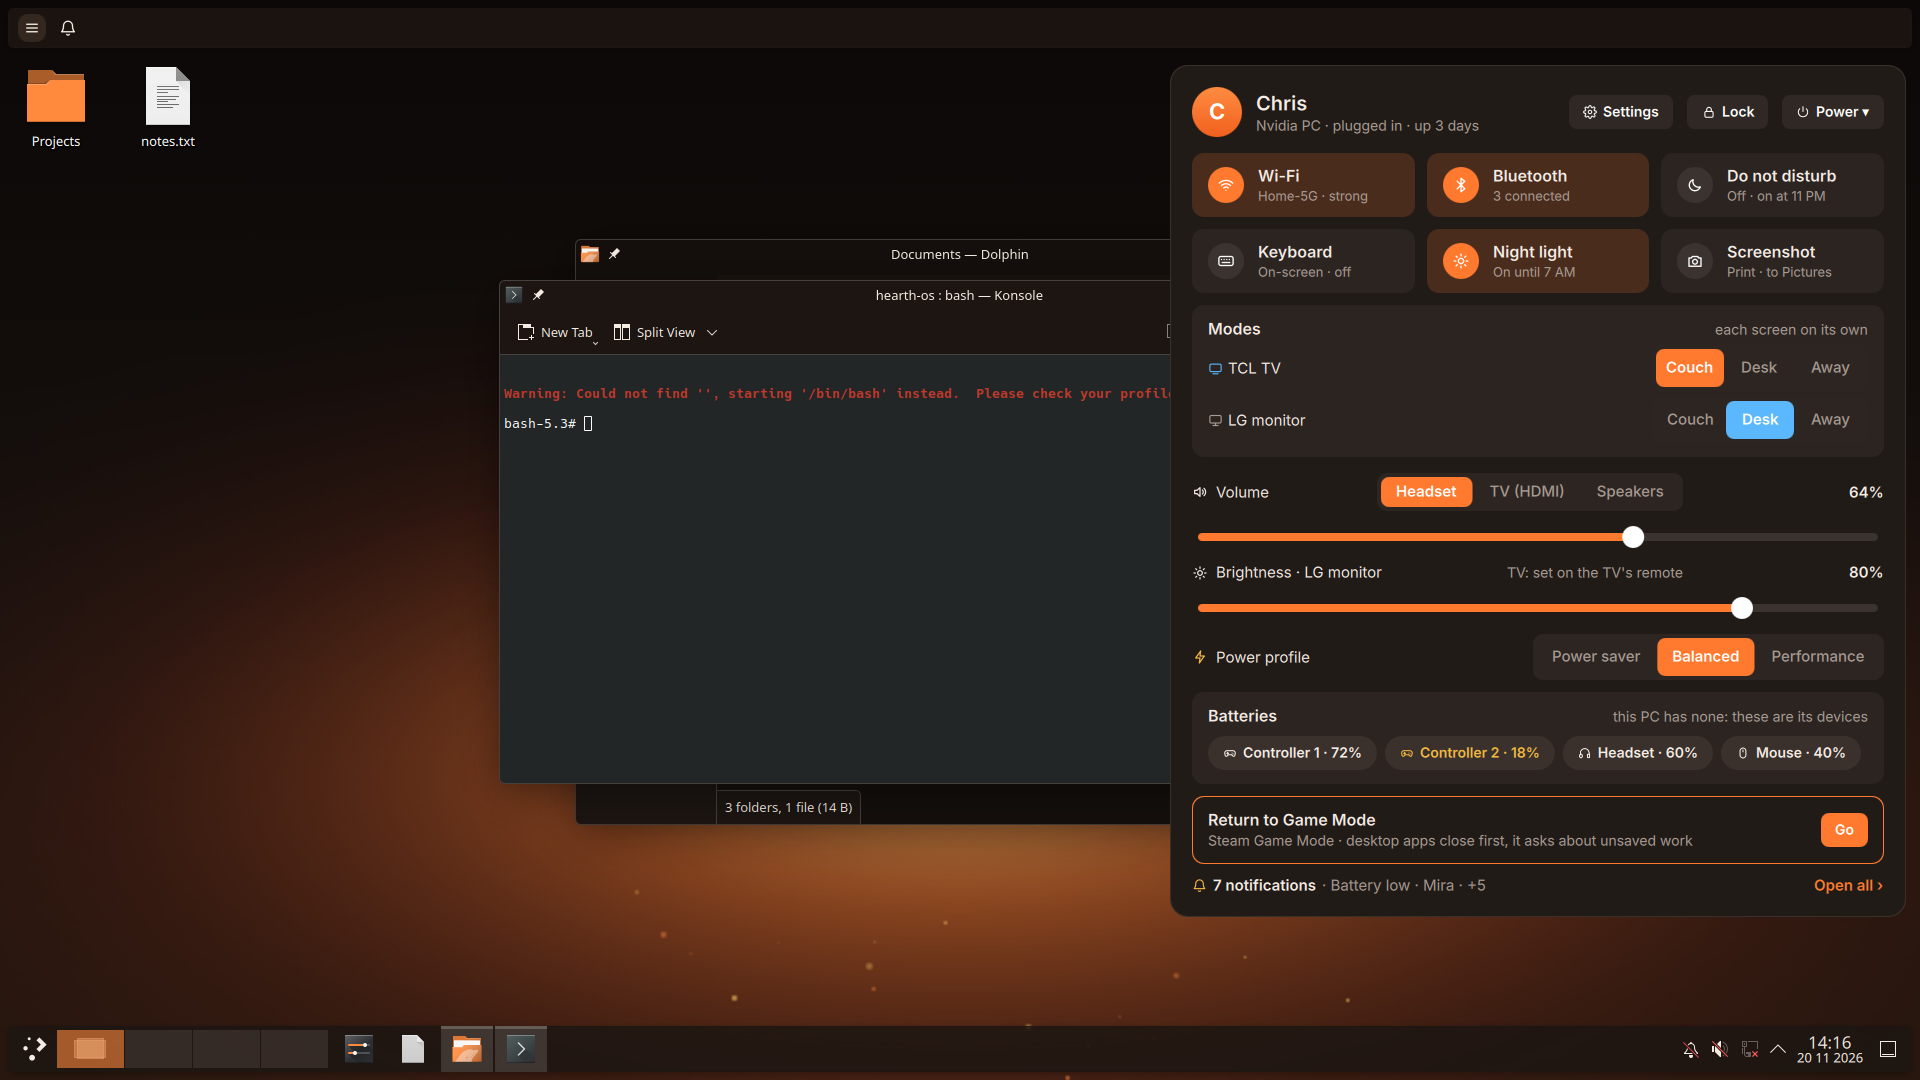 Projects
notes.txt
Documents — Dolphin
hearth-os : bash — Konsole
New Tab
Split View
Warning: Could not find '', starting '/bin/bash' instead.  Please check your profile
bash-5.3#
3 folders, 1 file (14 B)
C
Chris
Nvidia PC · plugged in · up 3 days
Settings
Lock
Power ▾
Wi-Fi
Home-5G · strong
Bluetooth
3 connected
Do not disturb
Off · on at 11 PM
Keyboard
On-screen · off
Night light
On until 7 AM
Screenshot
Print · to Pictures
Modes
each screen on its own
TCL TV
Couch
Desk
Away
LG monitor
Couch
Desk
Away
Volume
Headset
TV (HDMI)
Speakers
64%
Brightness · LG monitor
TV: set on the TV's remote
80%
Power profile
Power saver
Balanced
Performance
Batteries
this PC has none: these are its devices
Controller 1 · 72%
Controller 2 · 18%
Headset · 60%
Mouse · 40%
Return to Game Mode
Steam Game Mode · desktop apps close first, it asks about unsaved work
Go
7 notifications · Battery low · Mira · +5
Open all ›
14:16
20 11 2026